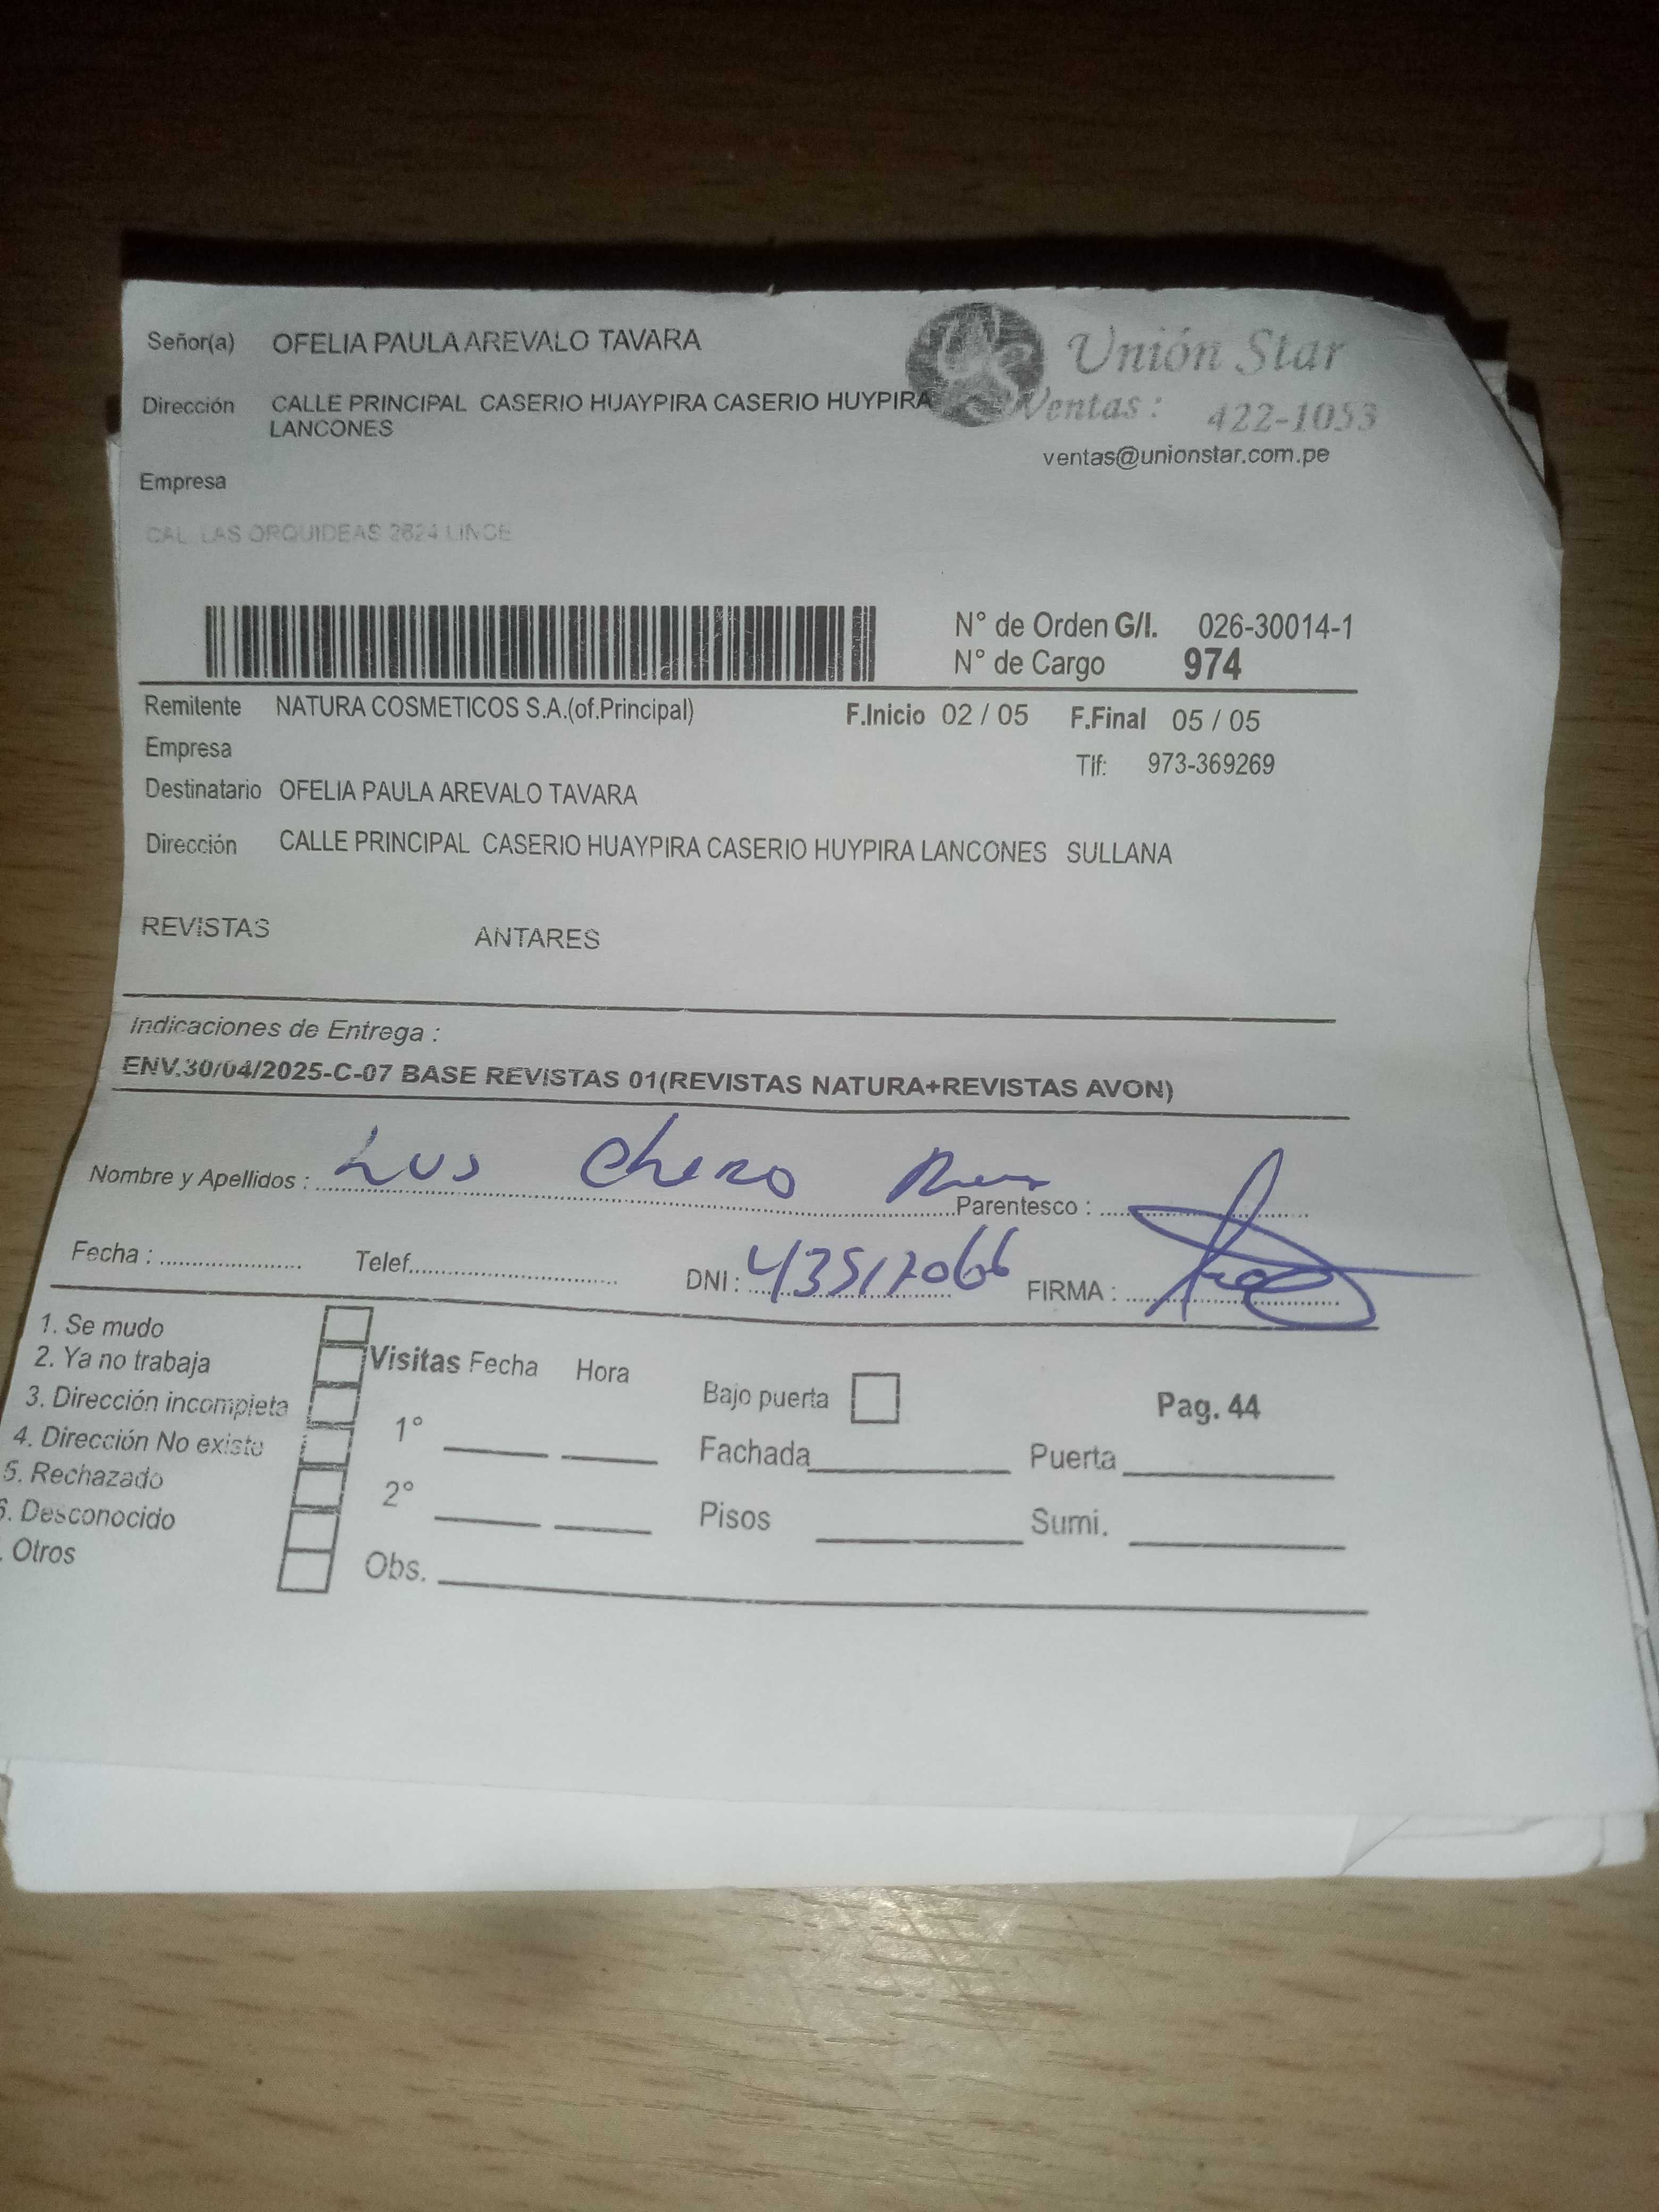 Señor(a) OFELIA PAULA AREVALO TAVARA
Unión Star
Dirección CALLE PRINCIPAL CASERIO HUAYPIRA CASERIO HUYPIRA
LANCONES
Ventas : 422-1053
ventas@unionstar.com.pe
Empresa
CAL. LAS ORQUIDEAS 2624 LINCE
N° de Orden G/I. 026-30014-1
N° de Cargo 974
Remitente NATURA COSMETICOS S.A.(of.Principal) F.Inicio 02 / 05 F.Final 05 / 05
Empresa
Tlf: 973-369269
Destinatario OFELIA PAULA AREVALO TAVARA
Dirección CALLE PRINCIPAL CASERIO HUAYPIRA CASERIO HUYPIRA LANCONES SULLANA
REVISTAS ANTARES
Indicaciones de Entrega :
ENV.30/04/2025-C-07 BASE REVISTAS 01(REVISTAS NATURA+REVISTAS AVON)
Nombre y Apellidos : Lus Chero Parentesco :
Fecha : Telef. DNI : 43517066 FIRMA :
1. Se mudo
2. Ya no trabaja
3. Dirección incompleta
4. Dirección No existe
5. Rechazado
6. Desconocido
. Otros
Visitas Fecha Hora
1°
2°
Obs.
Bajo puerta Pag. 44
Fachada Puerta
Pisos Sumi.